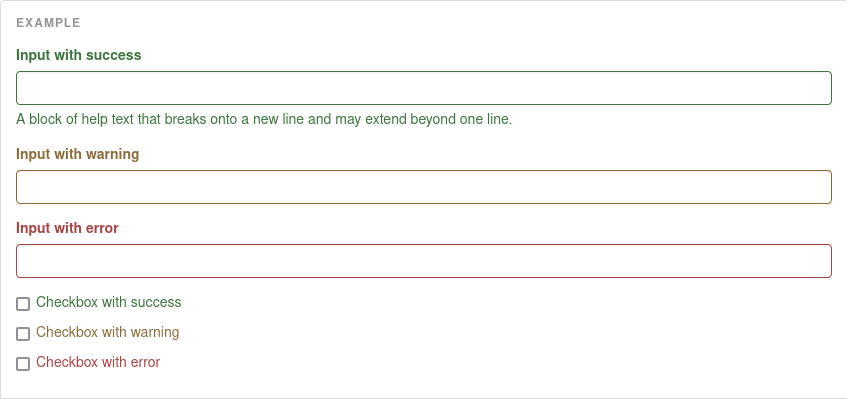 EXAMPLE
Input with success
A block of help text that breaks onto a new line and may extend beyond one line.
Input with warning
Input with error
Checkbox with success
Checkbox with warning
Checkbox with error